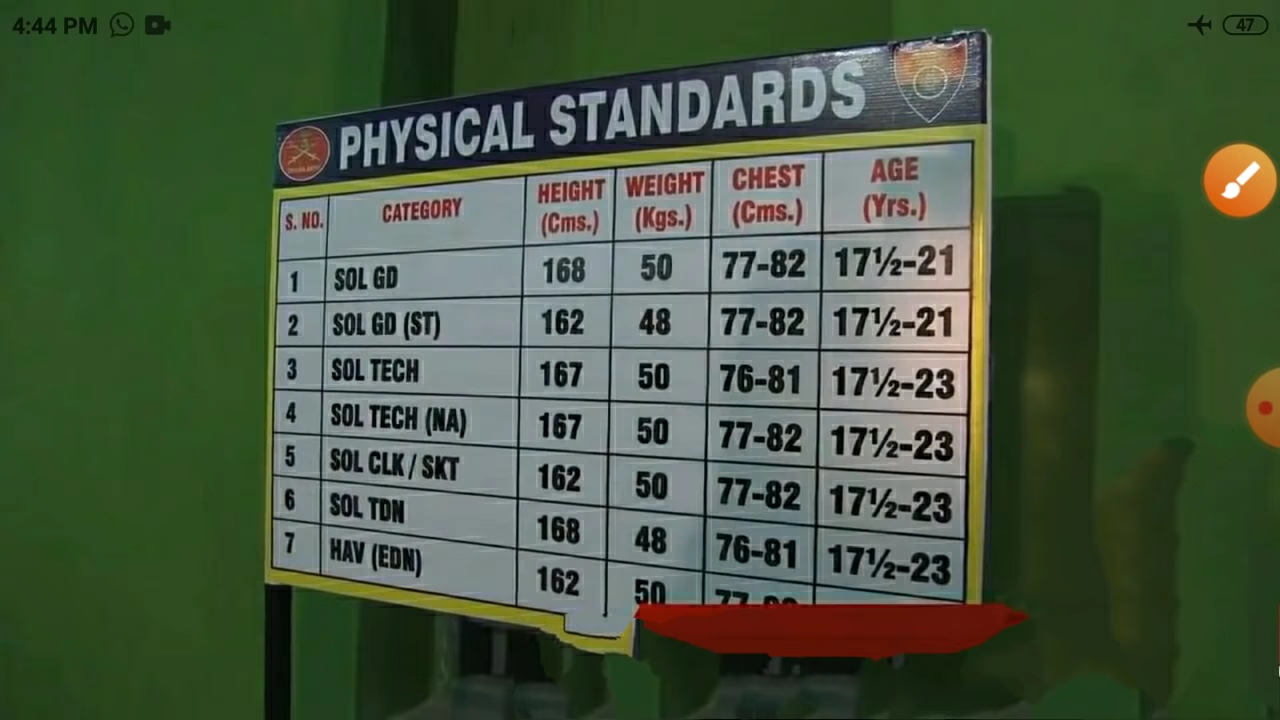 4:44 PM 47
PHYSICAL STANDARDS
S. NO. CATEGORY HEIGHT (Cms.) WEIGHT (Kgs.) CHEST (Cms.) AGE (Yrs.)
1 SOL GD 168 50 77-82 17½-21
2 SOL GD (ST) 162 48 77-82 17½-21
3 SOL TECH 167 50 76-81 17½-23
4 SOL TECH (NA) 167 50 77-82 17½-23
5 SOL CLK / SKT 162 50 77-82 17½-23
6 SOL TDN 168 48 76-81 17½-23
7 HAV (EDN) 162 50